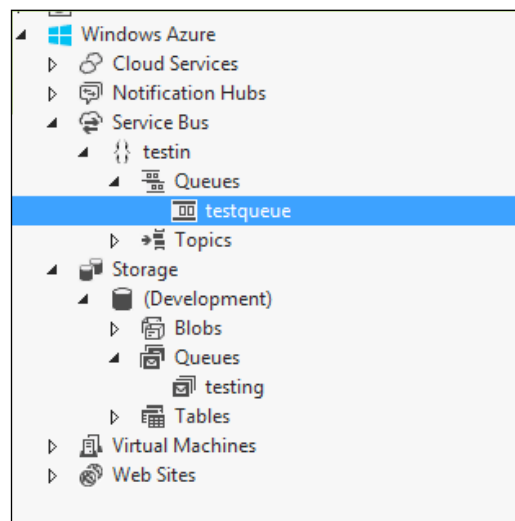 Windows Azure
Cloud Services
Notification Hubs
Service Bus
testin
Queues
testqueue
Topics
Storage
(Development)
Blobs
Queues
testing
Tables
Virtual Machines
Web Sites